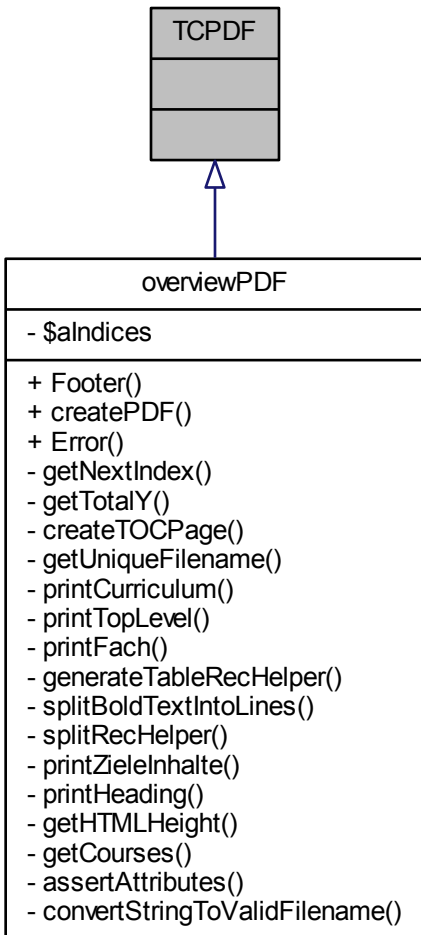 TCPDF
overviewPDF
- $aIndices
+ Footer()
+ createPDF()
+ Error()
- getNextIndex()
- getTotalY()
- createTOCPage()
- getUniqueFilename()
- printCurriculum()
- printTopLevel()
- printFach()
- generateTableRecHelper()
- splitBoldTextIntoLines()
- splitRecHelper()
- printZieleInhalte()
- printHeading()
- getHTMLHeight()
- getCourses()
- assertAttributes()
- convertStringToValidFilename()